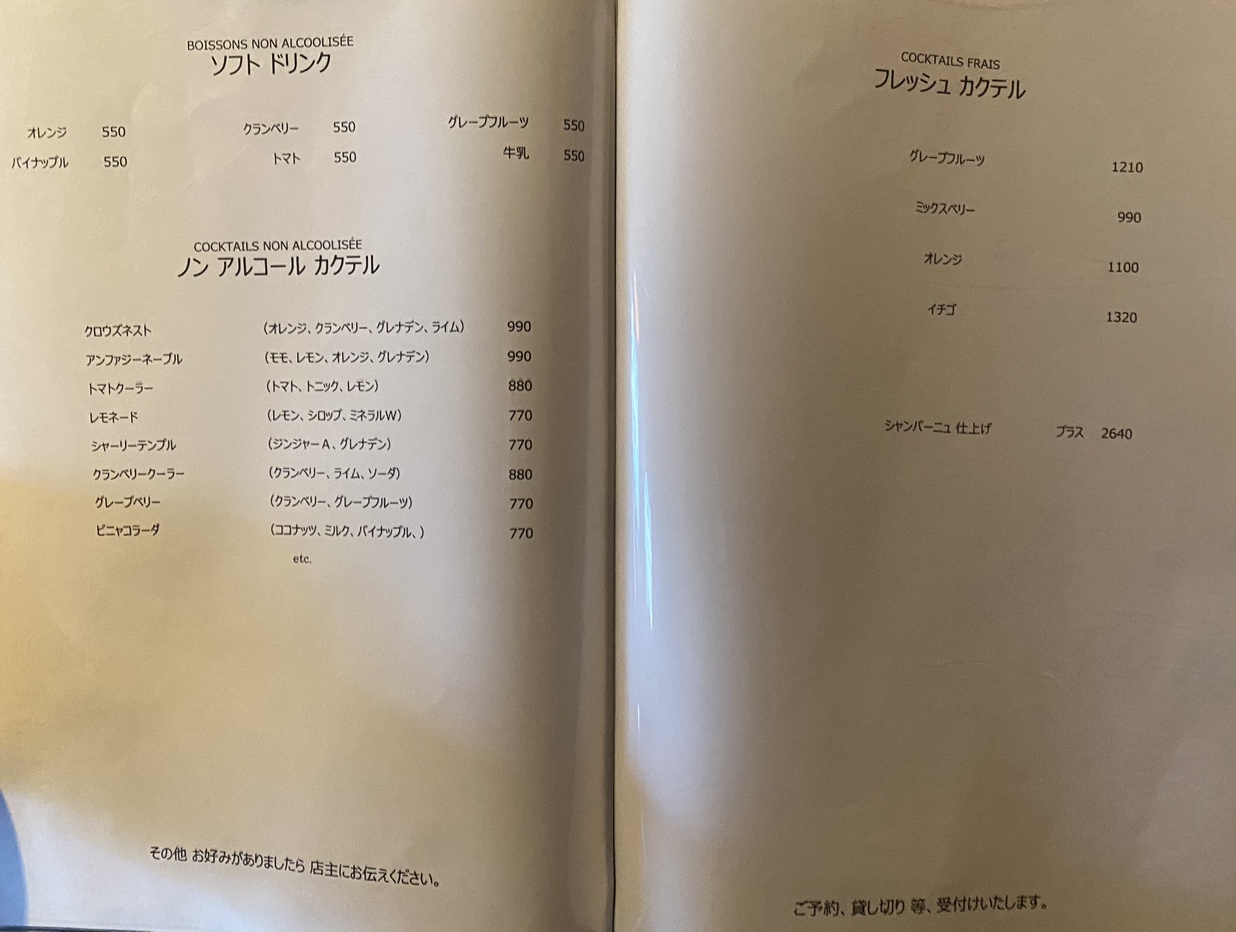 BOISSONS NON ALCOOLISÉE
ソフト ドリンク
オレンジ 550 クランベリー 550 グレープフルーツ 550
パイナップル 550 トマト 550 牛乳 550
COCKTAILS NON ALCOOLISÉE
ノン アルコール カクテル
クロウズネスト (オレンジ、クランベリー、グレナデン、ライム) 990
アンファジーネーブル (モモ、レモン、オレンジ、グレナデン) 990
トマトクーラー (トマト、トニック、レモン) 880
レモネード (レモン、シロップ、ミネラルW) 770
シャーリーテンプル (ジンジャーA、グレナデン) 770
クランベリークーラー (クランベリー、ライム、ソーダ) 880
グレープベリー (クランベリー、グレープフルーツ) 770
ピニャコラーダ (ココナッツ、ミルク、パイナップル、) 770
etc.
その他 お好みがありましたら 店主にお伝えください。
COCKTAILS FRAIS
フレッシュ カクテル
グレープフルーツ 1210
ミックスベリー 990
オレンジ 1100
イチゴ 1320
シャンパーニュ 仕上げ プラス 2640
ご予約、貸し切り 等、受付けいたします。